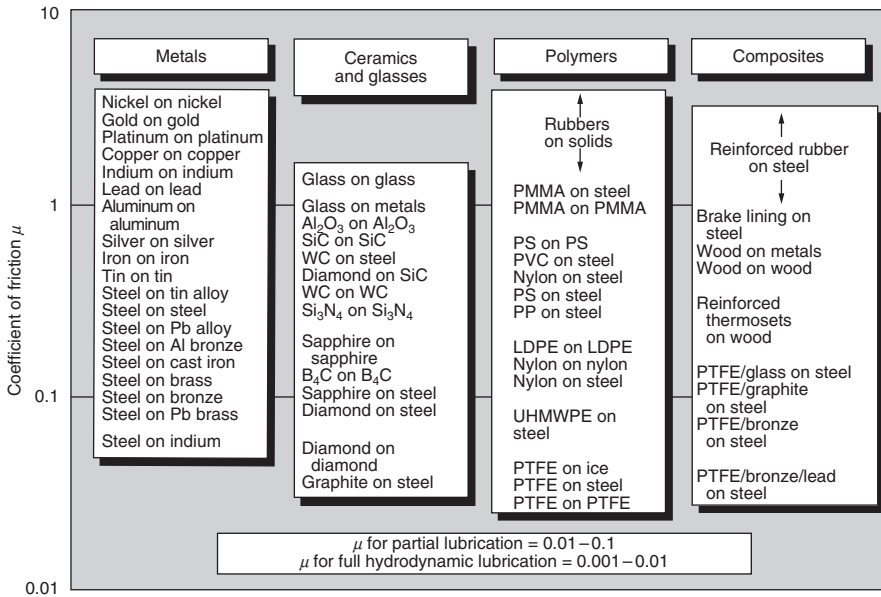 10
1
0.1
0.01
Coefficient of friction μ
Metals
Nickel on nickel
Gold on gold
Platinum on platinum
Copper on copper
Indium on indium
Lead on lead
Aluminum on
aluminum
Silver on silver
Iron on iron
Tin on tin
Steel on tin alloy
Steel on steel
Steel on Pb alloy
Steel on Al bronze
Steel on cast iron
Steel on brass
Steel on bronze
Steel on Pb brass
Steel on indium
Ceramics
and glasses
Glass on glass
Glass on metals
Al₂O₃ on Al₂O₃
SiC on SiC
WC on steel
Diamond on SiC
WC on WC
Si₃N₄ on Si₃N₄
Sapphire on
sapphire
B₄C on B₄C
Sapphire on steel
Diamond on steel
Diamond on
diamond
Graphite on steel
Polymers
Rubbers
on solids
PMMA on steel
PMMA on PMMA
PS on PS
PVC on steel
Nylon on steel
PS on steel
PP on steel
LDPE on LDPE
Nylon on nylon
Nylon on steel
UHMWPE on
steel
PTFE on ice
PTFE on steel
PTFE on PTFE
Composites
Reinforced rubber
on steel
Brake lining on
steel
Wood on metals
Wood on wood
Reinforced
thermosets
on wood
PTFE/glass on steel
PTFE/graphite
on steel
PTFE/bronze
on steel
PTFE/bronze/lead
on steel
μ for partial lubrication = 0.01–0.1
μ for full hydrodynamic lubrication = 0.001–0.01